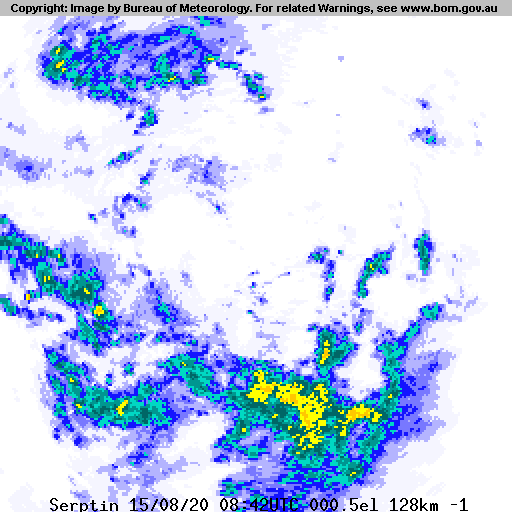 Copyright: Image by Bureau of Meteorology. For related Warnings, see www.bom.gov.au
Serptin 15/08/20 08:42UTC 000.5el 128km -1